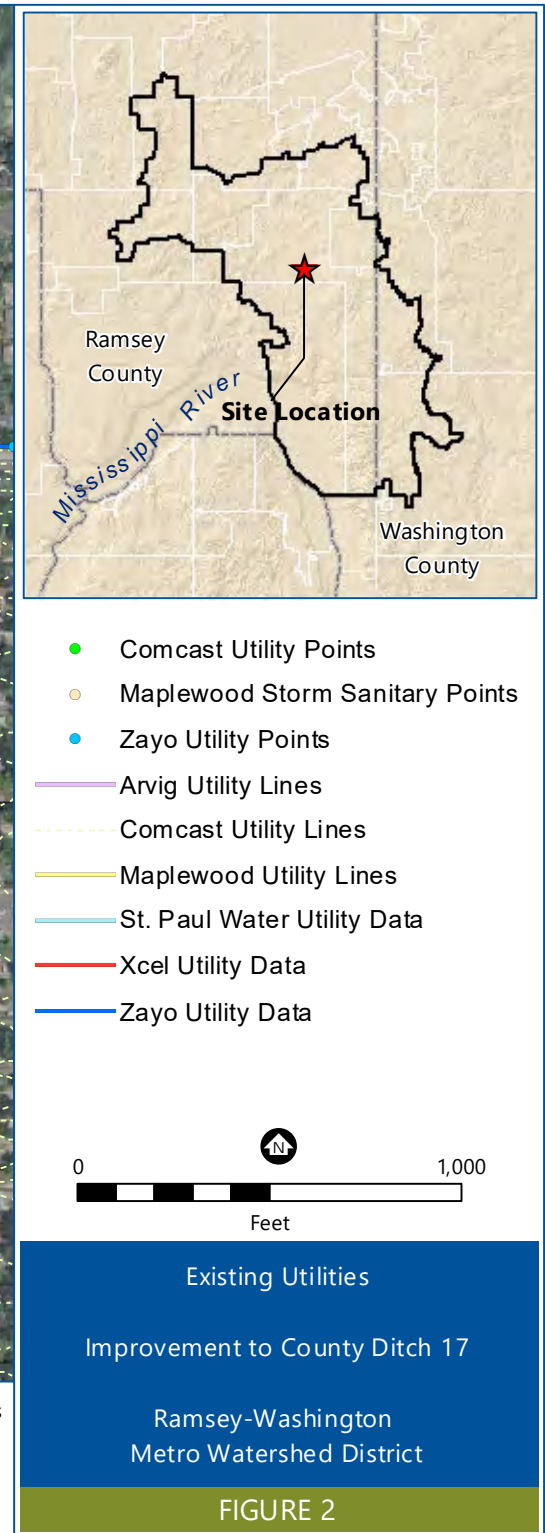 Ramsey
County
Mississippi River
Site Location
Washington
County
Comcast Utility Points
Maplewood Storm Sanitary Points
Zayo Utility Points
Arvig Utility Lines
Comcast Utility Lines
Maplewood Utility Lines
St. Paul Water Utility Data
Xcel Utility Data
Zayo Utility Data
N
0 1,000
Feet
Existing Utilities
Improvement to County Ditch 17
Ramsey-Washington
Metro Watershed District
FIGURE 2
s